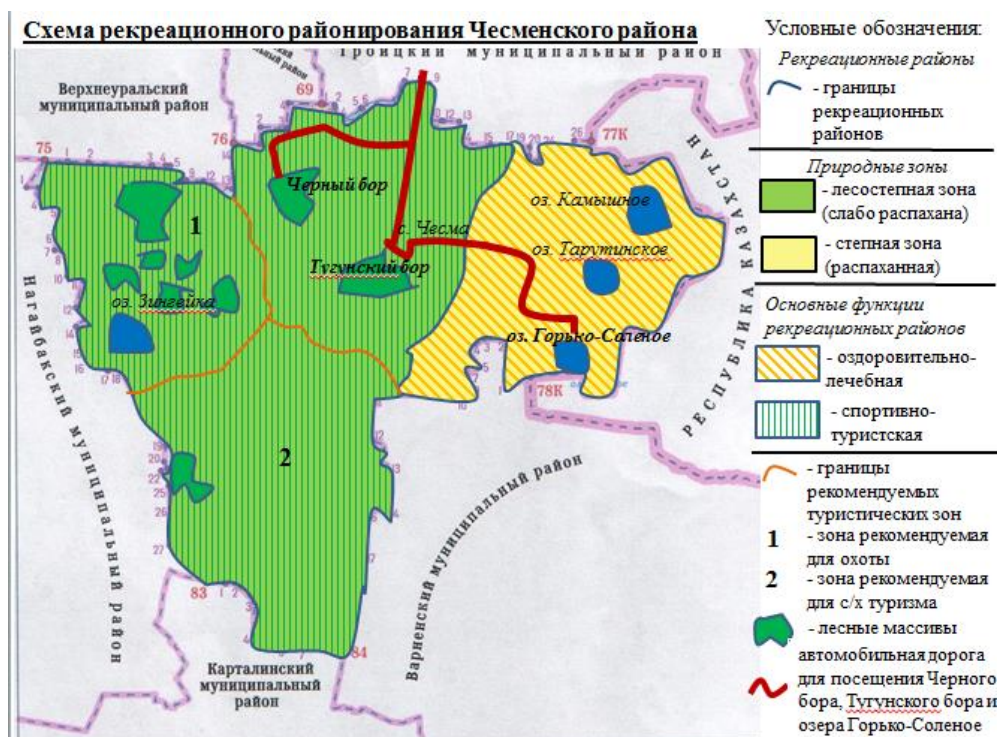 Схема рекреационного районирования Чесменского района
ТРОИЦКИЙ МУНИЦИПАЛЬНЫЙ РАЙОН
Верхнеуральский
муниципальный район
69
76
75
77К
Черный бор
с. Чесма
Тугунский бор
оз. Камышное
оз. Тарутинское
оз. Горько-Соленое
оз. Зингейка
1
2
78К
83
84
Нагайбакский муниципальный район
Варненский муниципальный район
РЕСПУБЛИКА КАЗАХСТАН
Карталинский
муниципальный
район
Условные обозначения:
Рекреационные районы
- границы
рекреационных
районов
Природные зоны
- лесостепная зона
(слабо распахана)
- степная зона
(распаханная)
Основные функции
рекреационных районов
- оздоровительно-
лечебная
- спортивно-
туристская
- границы
рекомендуемых
туристических зон
1 - зона рекомендуемая
для охоты
2 - зона рекомендуемая
для с/х туризма
- лесные массивы
автомобильная дорога
для посещения Черного
бора, Тугунского бора и
озера Горько-Соленое